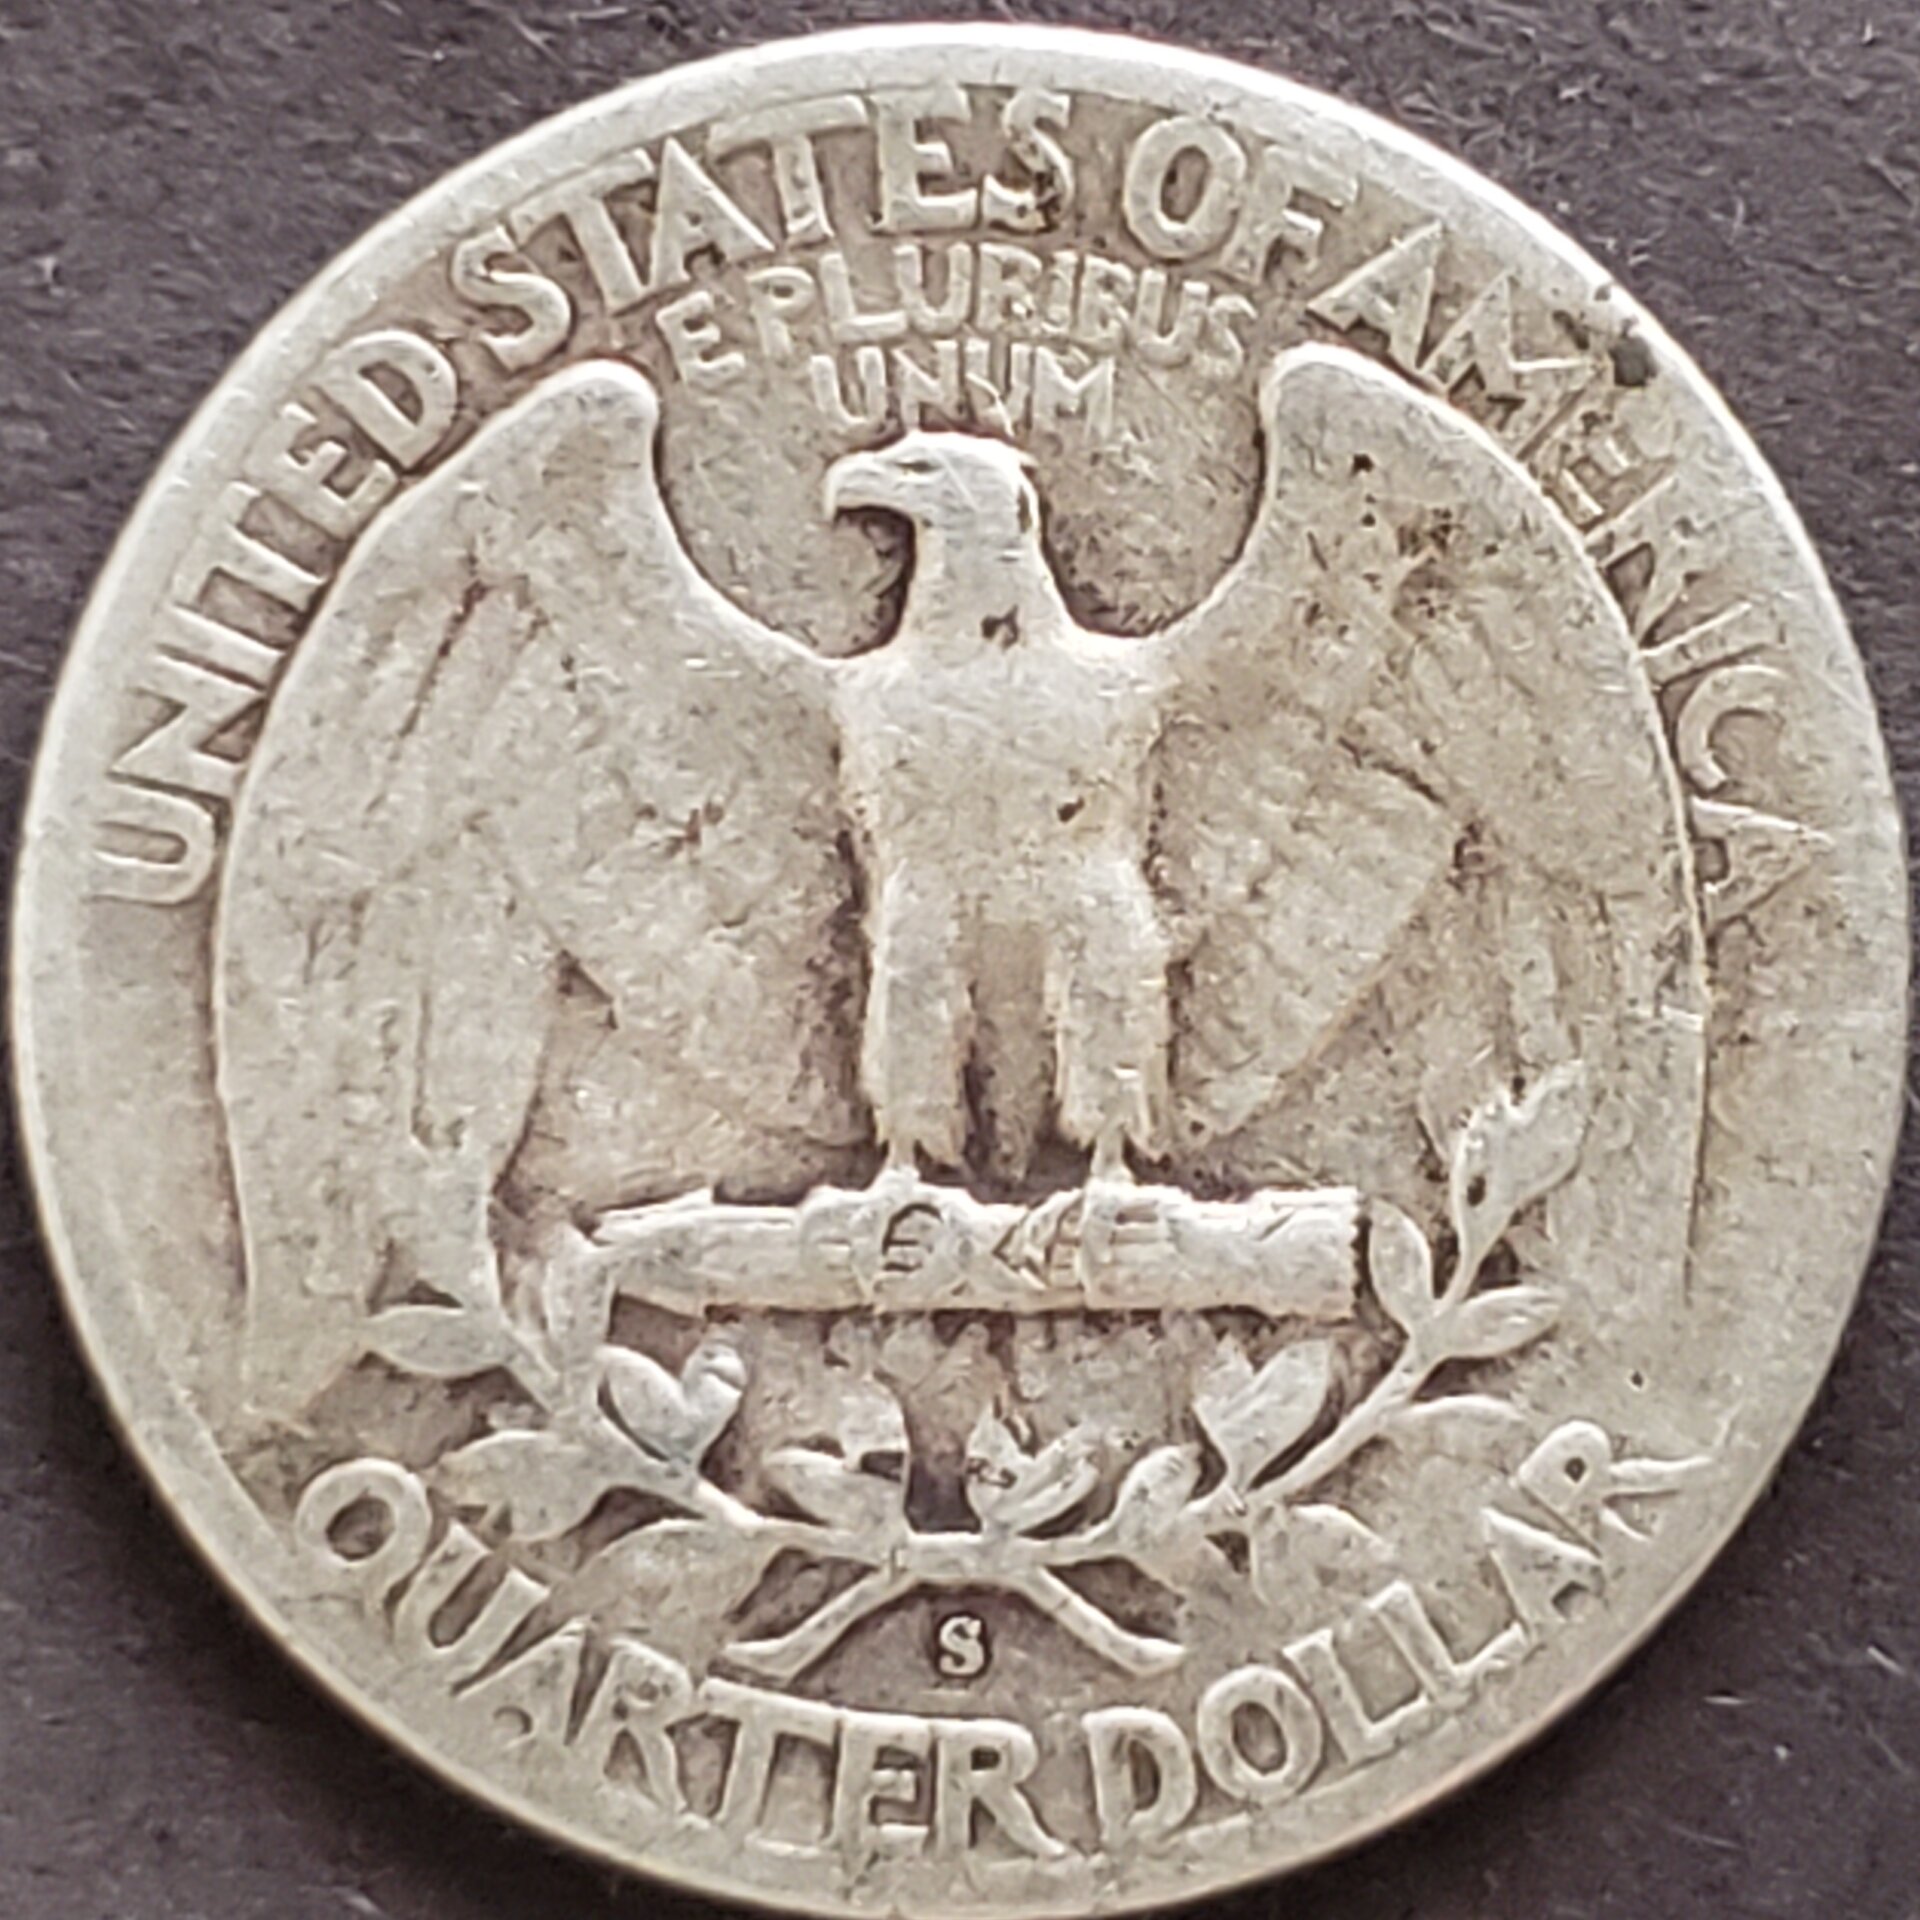 UNITED STATES OF AMERICA
E PLURIBUS
UNUM
S
QUARTER DOLLAR